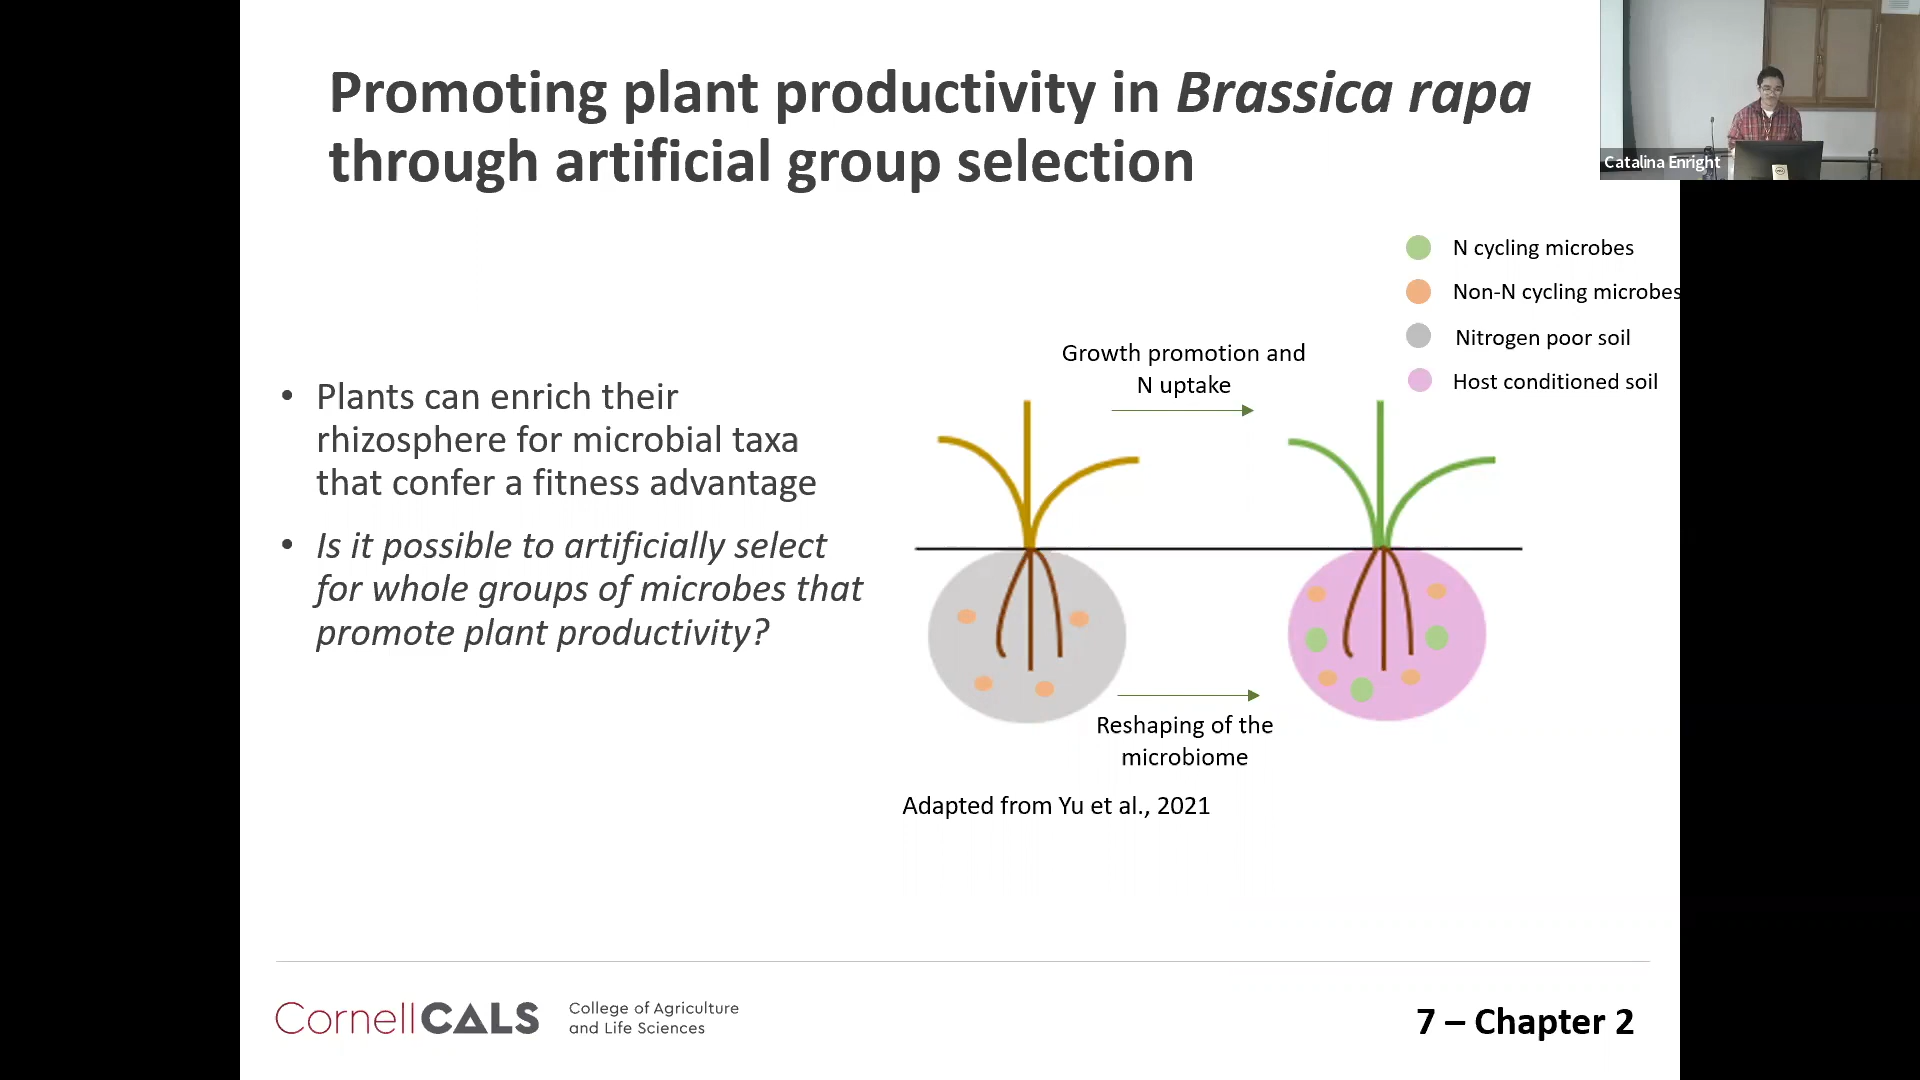 Promoting plant productivity in Brassica rapa
through artificial group selection
Catalina Enright
N cycling microbes
Non-N cycling microbes
Nitrogen poor soil
Host conditioned soil
Growth promotion and
N uptake
• Plants can enrich their
rhizosphere for microbial taxa
that confer a fitness advantage
• Is it possible to artificially select
for whole groups of microbes that
promote plant productivity?
Reshaping of the
microbiome
Adapted from Yu et al., 2021
CornellCALS
College of Agriculture
and Life Sciences
7 – Chapter 2